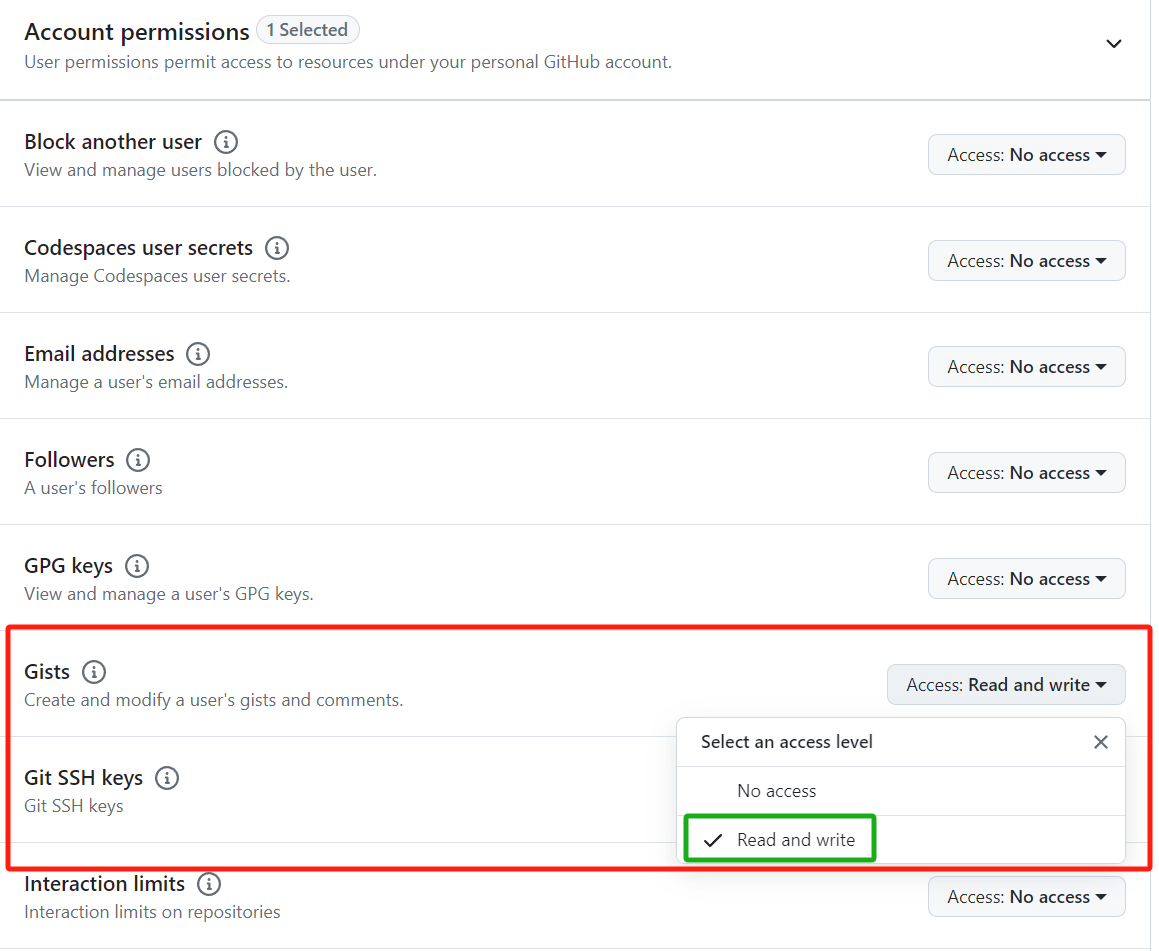 Account permissions 1 Selected
User permissions permit access to resources under your personal GitHub account.
Block another user
View and manage users blocked by the user.
Access: No access
Codespaces user secrets
Manage Codespaces user secrets.
Access: No access
Email addresses
Manage a user's email addresses.
Access: No access
Followers
A user's followers
Access: No access
GPG keys
View and manage a user's GPG keys.
Access: No access
Gists
Create and modify a user's gists and comments.
Access: Read and write
Select an access level
No access
Read and write
Git SSH keys
Git SSH keys
Interaction limits
Interaction limits on repositories
Access: No access